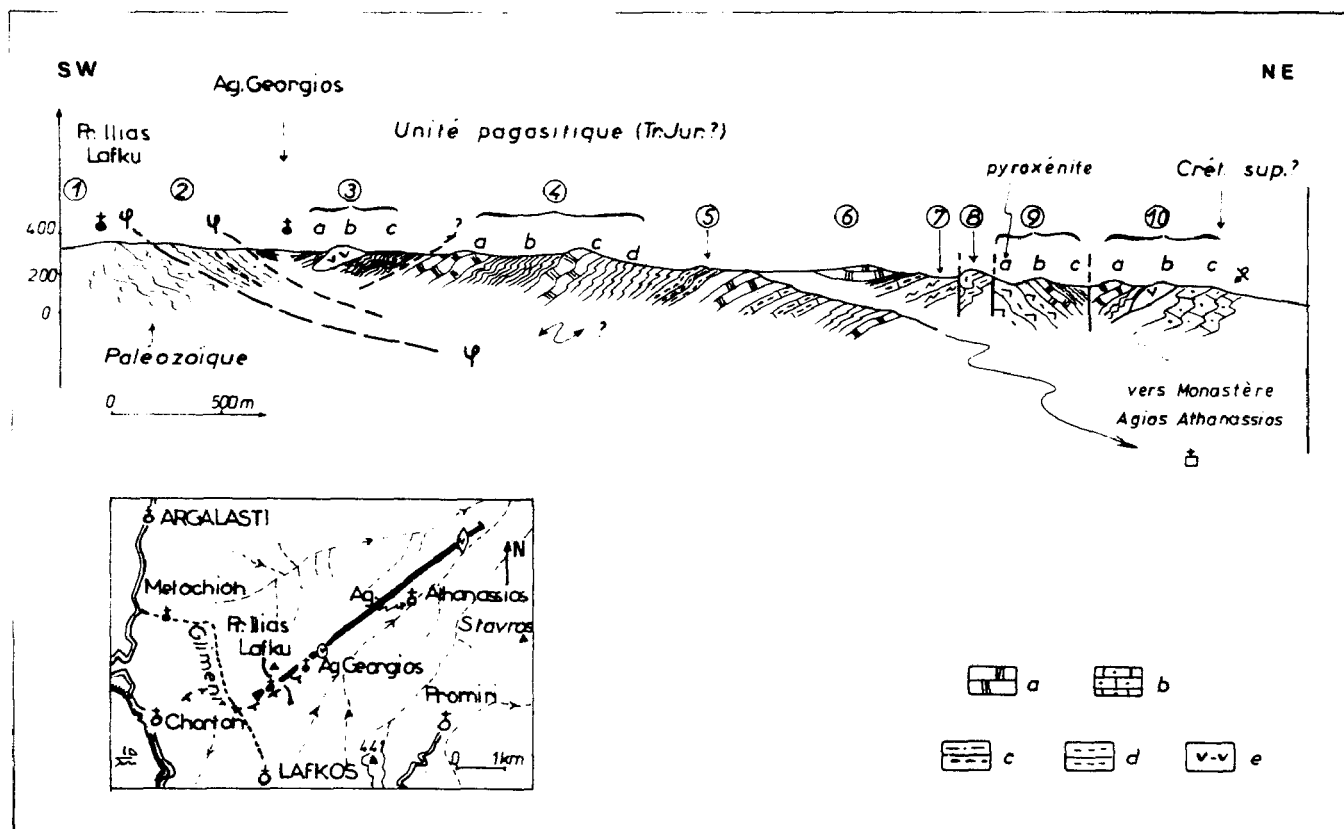 SW
NE
Ag. Georgios
Pr. Ilias
Lafku
Unité pagasitique (Tr.Jur.?)
pyroxénite
Crét. sup.?
1 2 3 4 5 6 7 8 9 10
a b c
a b c d
a b c
a b c
φ φ
?
400
200
0
Paléozoïque
φ
?
0 500m
vers Monastère
Agios Athanassios
ARGALASTI
N
Metochion
Ag.
Athanassios
Pr. Ilias
Lafku
Stavros
Glimeni
Ag Georgios
Promiri
441
0 1km
LAFKOS
a
b
c
d
v-v e